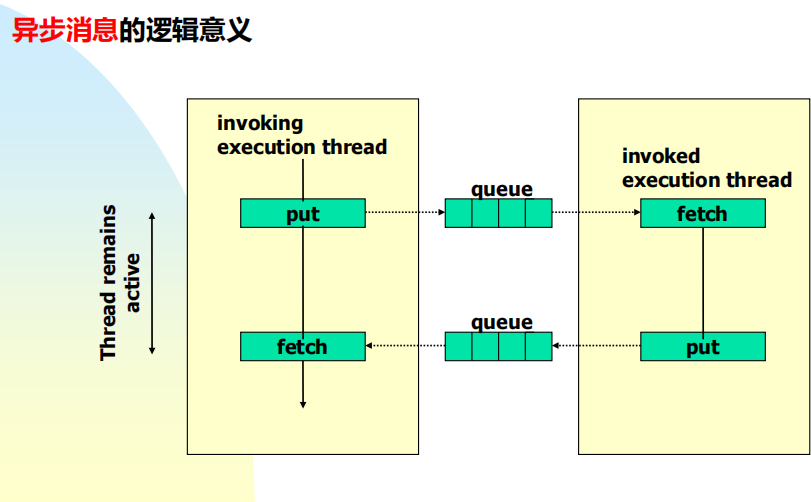 异步消息的逻辑意义
invoking
execution thread
invoked
execution thread
queue
put
fetch
Thread remains
active
queue
fetch
put